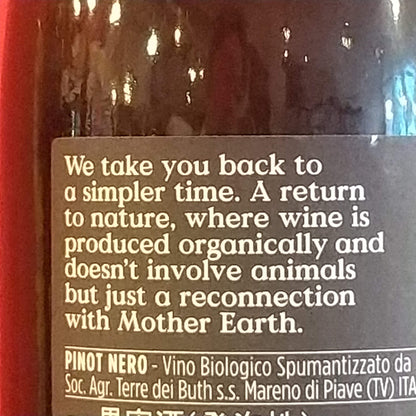 We take you back to
a simpler time. A return
to nature, where wine is
produced organically and
doesn't involve animals
but just a reconnection
with Mother Earth.
PINOT NERO - Vino Biologico Spumantizzato da
Soc. Agr. Terre dei Buth s.s. Mareno di Piave (TV) ITA